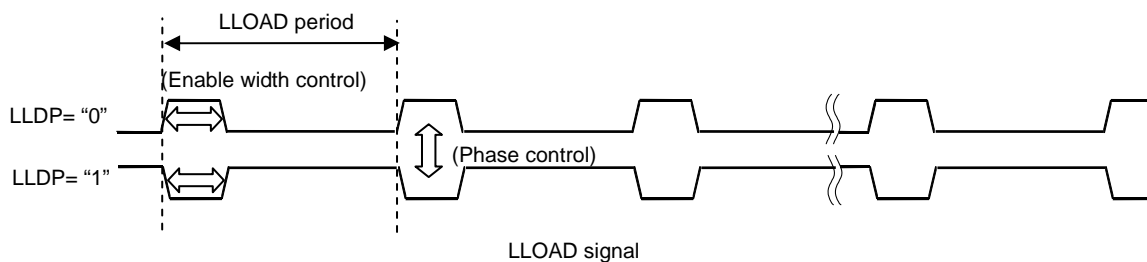 LLOAD period
(Enable width control)
LLDP= “0”
(Phase control)
LLDP= “1”
LLOAD signal